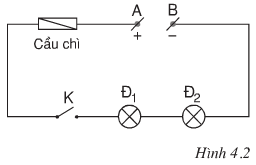 A B
+ −
Cầu chì
K Đ1 Đ2
Hình 4.2